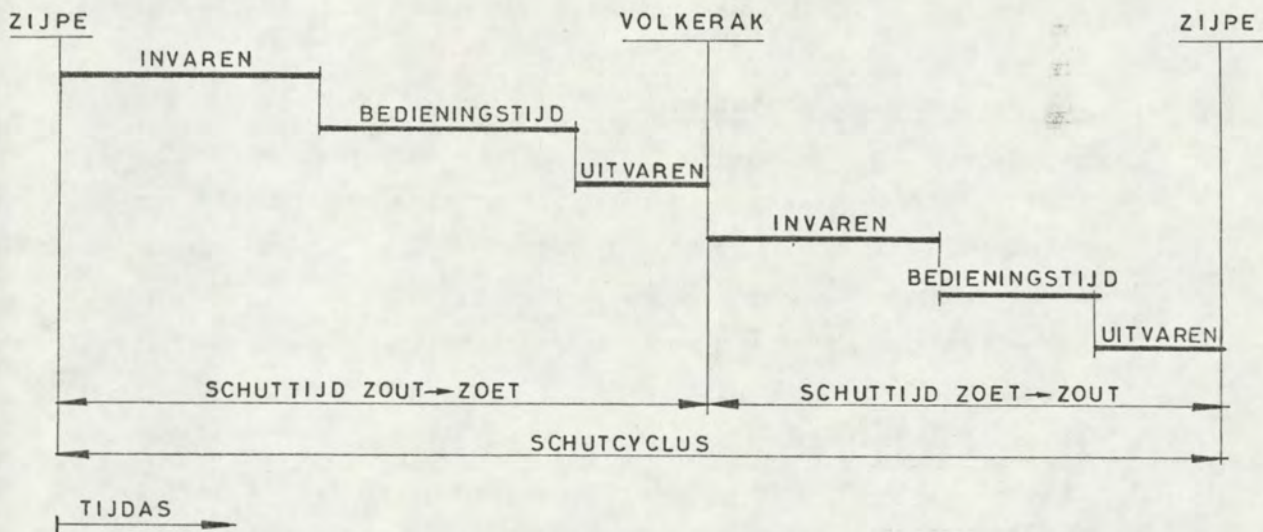 ZIJPE
VOLKERAK
ZIJPE
INVAREN
BEDIENINGSTIJD
UITVAREN
INVAREN
BEDIENINGSTIJD
UITVAREN
SCHUTTIJD ZOUT→ZOET
SCHUTTIJD ZOET→ZOUT
SCHUTCYCLUS
TIJDAS